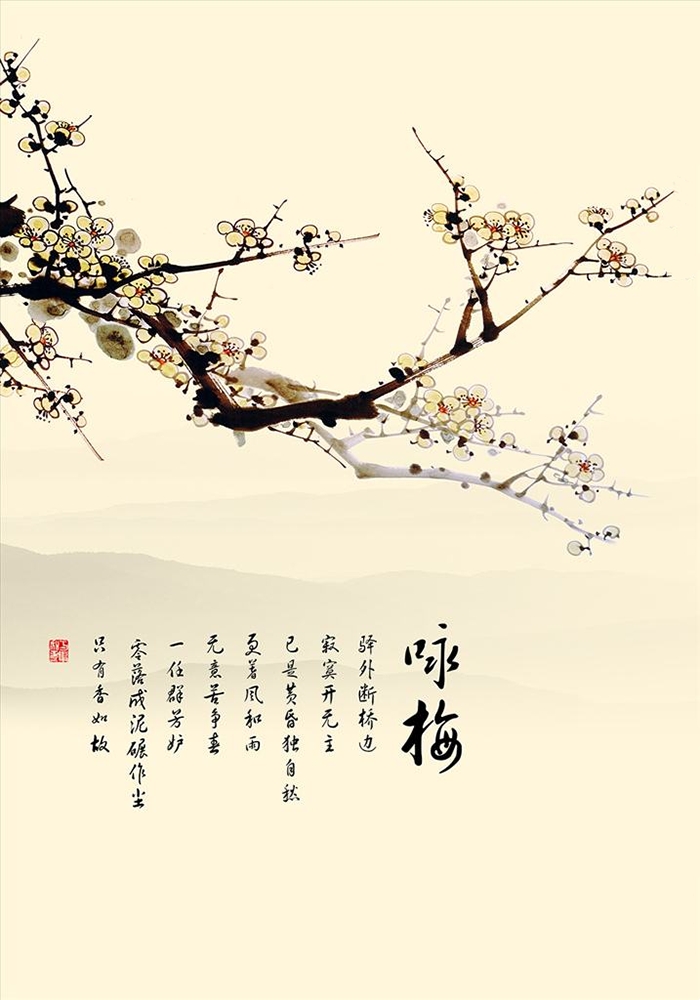 咏梅
驿外断桥边
寂寞开无主
已是黄昏独自愁
更着风和雨
无意苦争春
一任群芳妒
零落成泥碾作尘
只有香如故